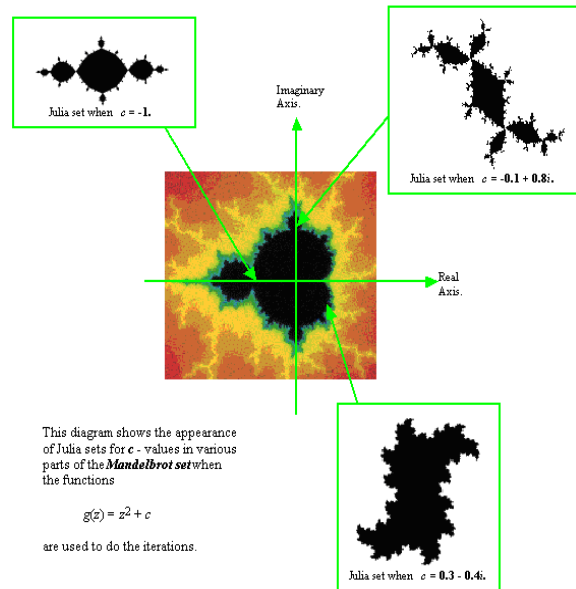 Julia set when c = -1.
Imaginary
Axis.
Julia set when c = -0.1 + 0.8i.
Real
Axis.
This diagram shows the appearance
of Julia sets for c - values in various
parts of the Mandelbrot set when
the functions
g(z) = z² + c
are used to do the iterations.
Julia set when c = 0.3 - 0.4i.